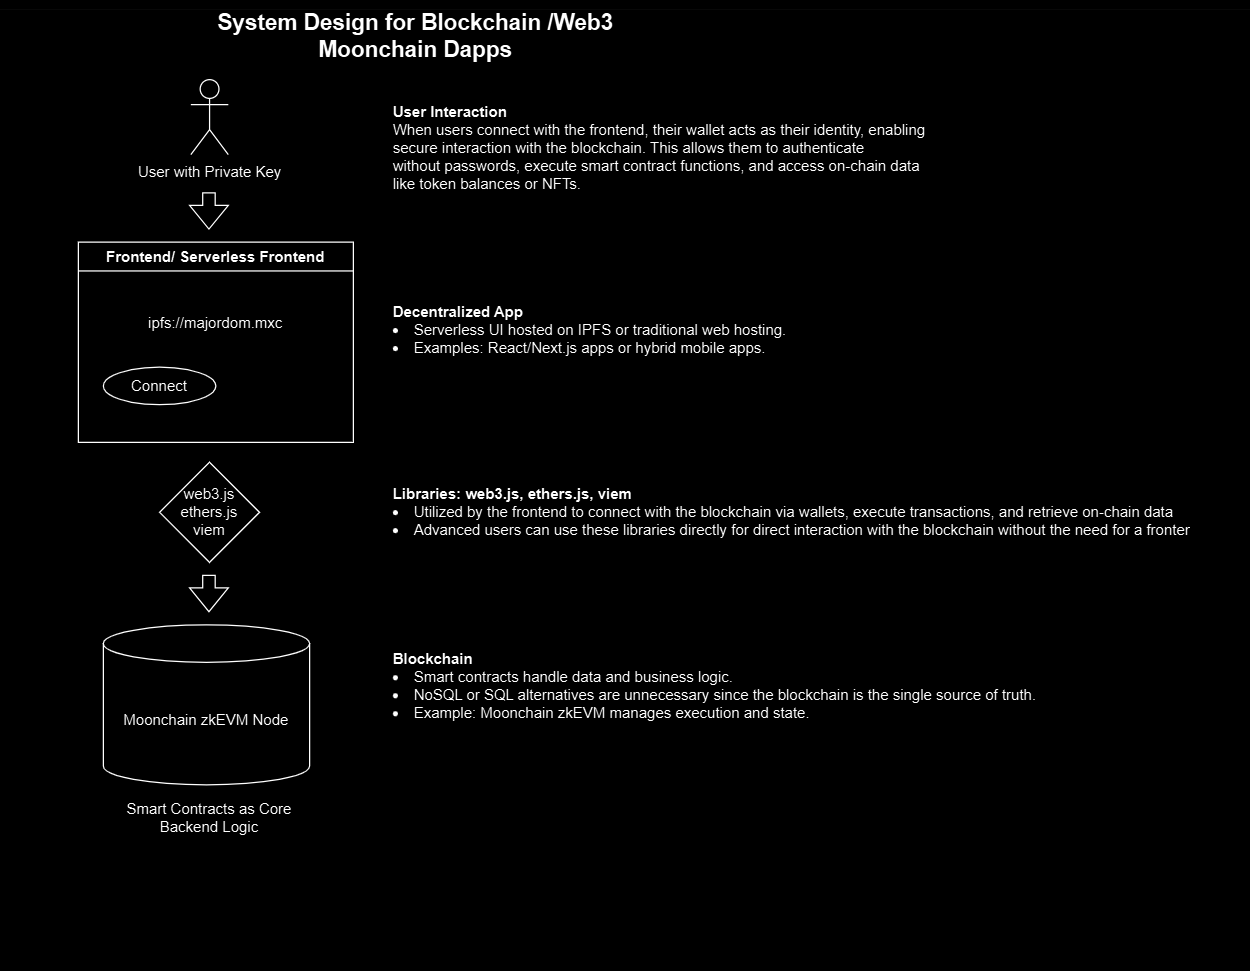 System Design for Blockchain /Web3
Moonchain Dapps
User with Private Key
User Interaction
When users connect with the frontend, their wallet acts as their identity, enabling
secure interaction with the blockchain. This allows them to authenticate
without passwords, execute smart contract functions, and access on-chain data
like token balances or NFTs.
Frontend/ Serverless Frontend
ipfs://majordom.mxc
Connect
Decentralized App
• Serverless UI hosted on IPFS or traditional web hosting.
• Examples: React/Next.js apps or hybrid mobile apps.
web3.js
ethers.js
viem
Libraries: web3.js, ethers.js, viem
• Utilized by the frontend to connect with the blockchain via wallets, execute transactions, and retrieve on-chain data
• Advanced users can use these libraries directly for direct interaction with the blockchain without the need for a fronter
Moonchain zkEVM Node
Blockchain
• Smart contracts handle data and business logic.
• NoSQL or SQL alternatives are unnecessary since the blockchain is the single source of truth.
• Example: Moonchain zkEVM manages execution and state.
Smart Contracts as Core
Backend Logic